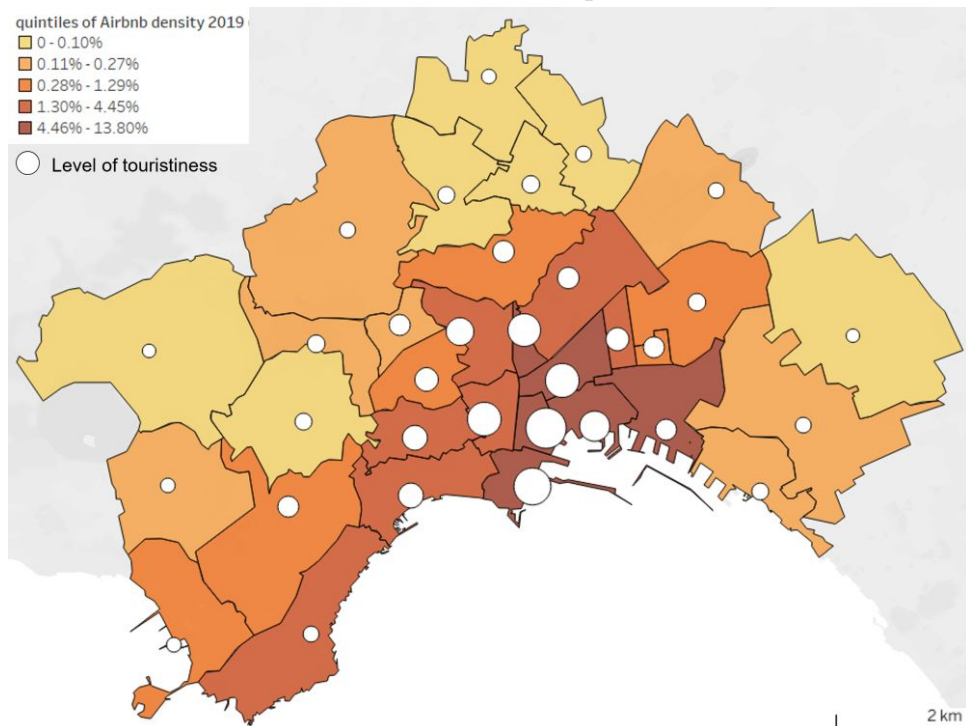 quintiles of Airbnb density 2019
0 - 0.10%
0.11% - 0.27%
0.28% - 1.29%
1.30% - 4.45%
4.46% - 13.80%
Level of touristiness
2 km